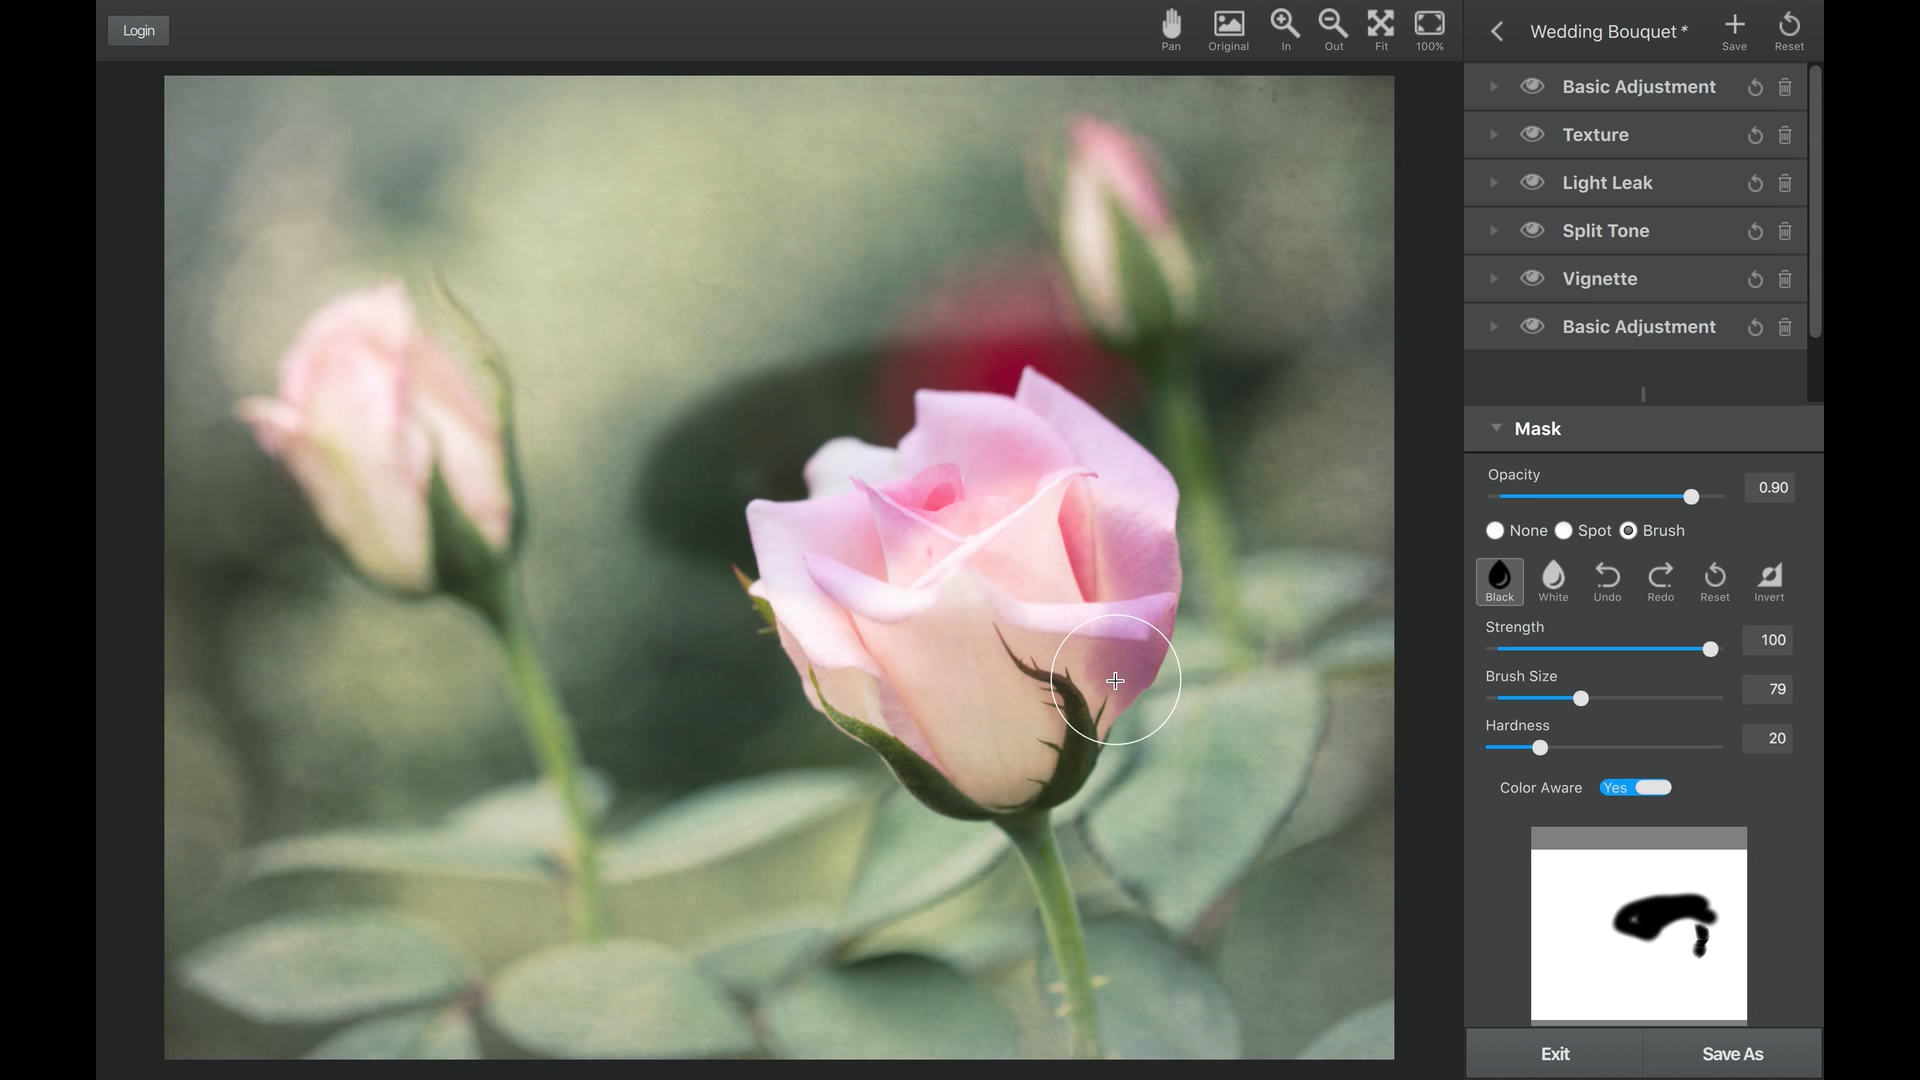 Login
Pan
Original
In
Out
Fit
100%
Wedding Bouquet *
Save
Reset
Basic Adjustment
Texture
Light Leak
Split Tone
Vignette
Basic Adjustment
Mask
Opacity
0.90
None Spot Brush
Black White Undo Redo Reset Invert
Strength
100
Brush Size
79
Hardness
20
Color Aware Yes
Exit Save As